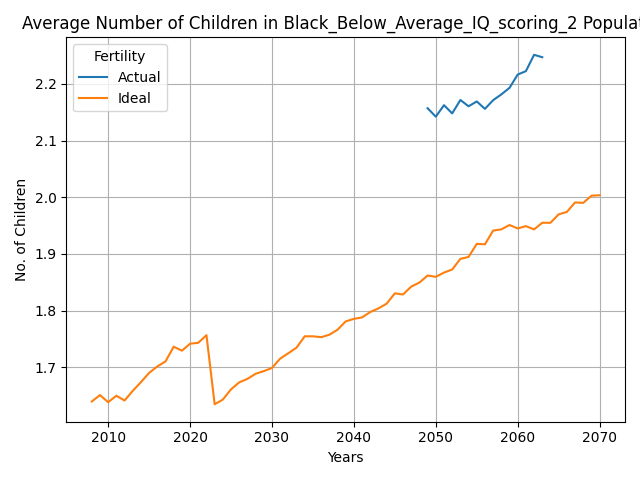 Average Number of Children in Black_Below_Average_IQ_scoring_2 Populat
Fertility
Actual
Ideal
2.2
2.1
2.0
1.9
1.8
1.7
No. of Children
2010 2020 2030 2040 2050 2060 2070
Years